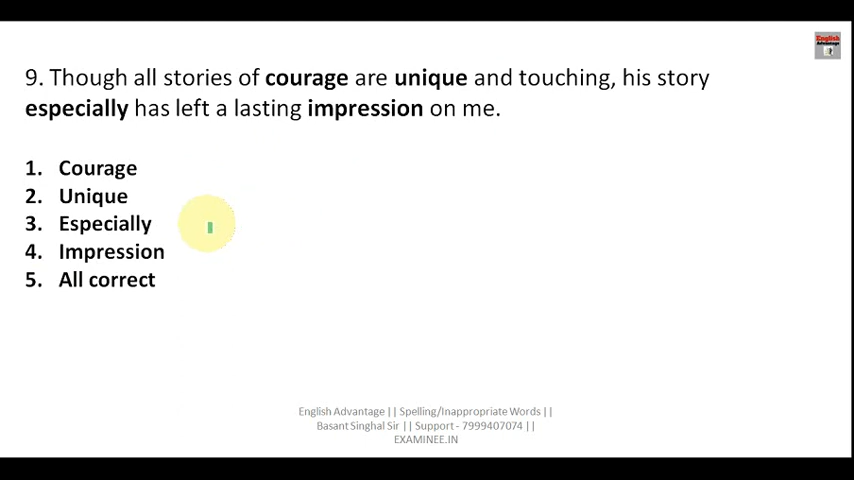 English
Advantage
9. Though all stories of courage are unique and touching, his story
especially has left a lasting impression on me.
1. Courage
2. Unique
3. Especially
4. Impression
5. All correct
English Advantage || Spelling/Inappropriate Words ||
Basant Singhal Sir || Support - 7999407074 ||
EXAMINEE.IN